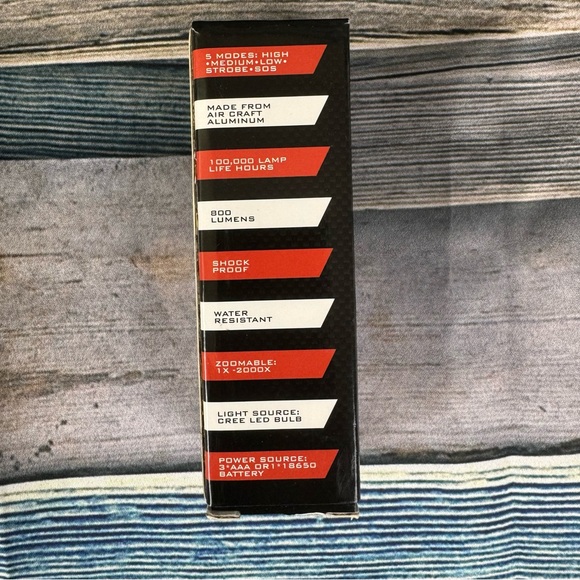 5 MODES: HIGH
•MEDIUM•LOW•
STROBE•SOS
MADE FROM
AIR CRAFT
ALUMINUM
100,000 LAMP
LIFE HOURS
800
LUMENS
SHOCK
PROOF
WATER
RESISTANT
ZOOMABLE:
1X -2000X
LIGHT SOURCE:
CREE LED BULB
POWER SOURCE:
3*AAA OR1*18650
BATTERY